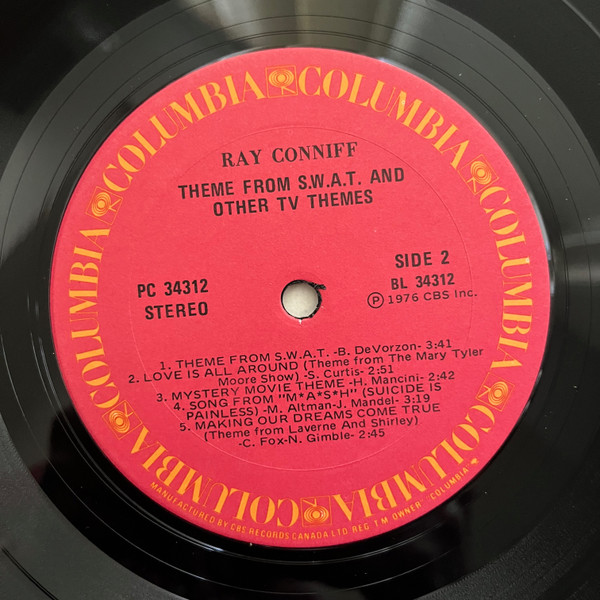 COLUMBIA COLUMBIA COLUMBIA COLUMBIA COLUMBIA COLUMBIA
RAY CONNIFF
THEME FROM S.W.A.T. AND
OTHER TV THEMES
PC 34312
STEREO
SIDE 2
BL 34312
Ⓟ 1976 CBS Inc.
1. THEME FROM S.W.A.T. -B. DeVorzon- 3:41
2. LOVE IS ALL AROUND (Theme from The Mary Tyler
Moore Show) -S. Curtis- 2:51
3. MYSTERY MOVIE THEME -H. Mancini- 2:42
4. SONG FROM "M*A*S*H" (SUICIDE IS
PAINLESS) -M. Altman-J. Mandel- 3:19
5. MAKING OUR DREAMS COME TRUE
(Theme from Laverne And Shirley)
-C. Fox-N. Gimble- 2:45
MANUFACTURED BY CBS RECORDS CANADA LTD REG T M OWNER "COLUMBIA"